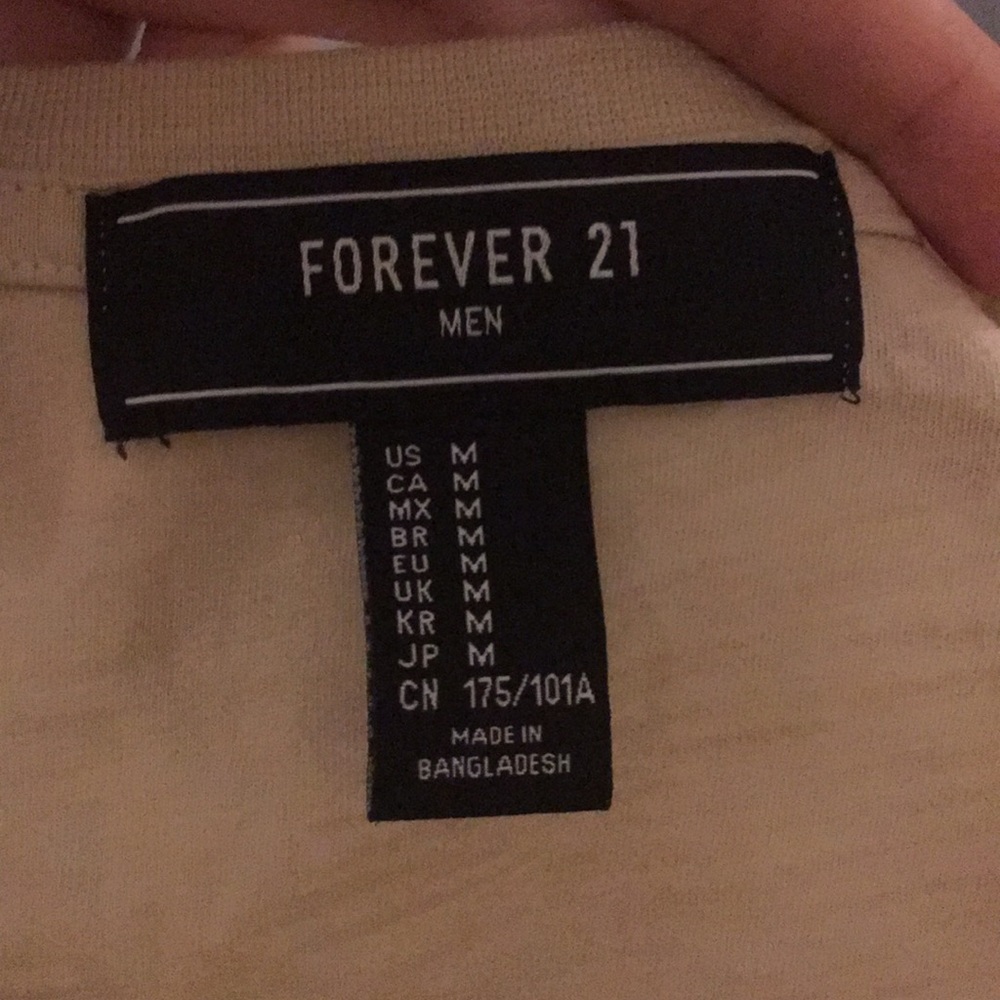 FOREVER 21
MEN
US M
CA M
MX M
BR M
EU M
UK M
KR M
JP M
CN 175/101A
MADE IN
BANGLADESH